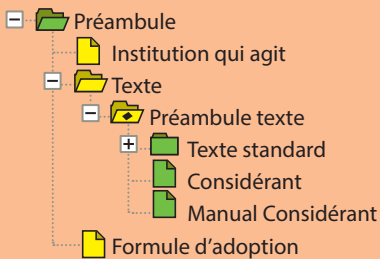 Préambule
Institution qui agit
Texte
Préambule texte
Texte standard
Considérant
Manual Considérant
Formule d'adoption